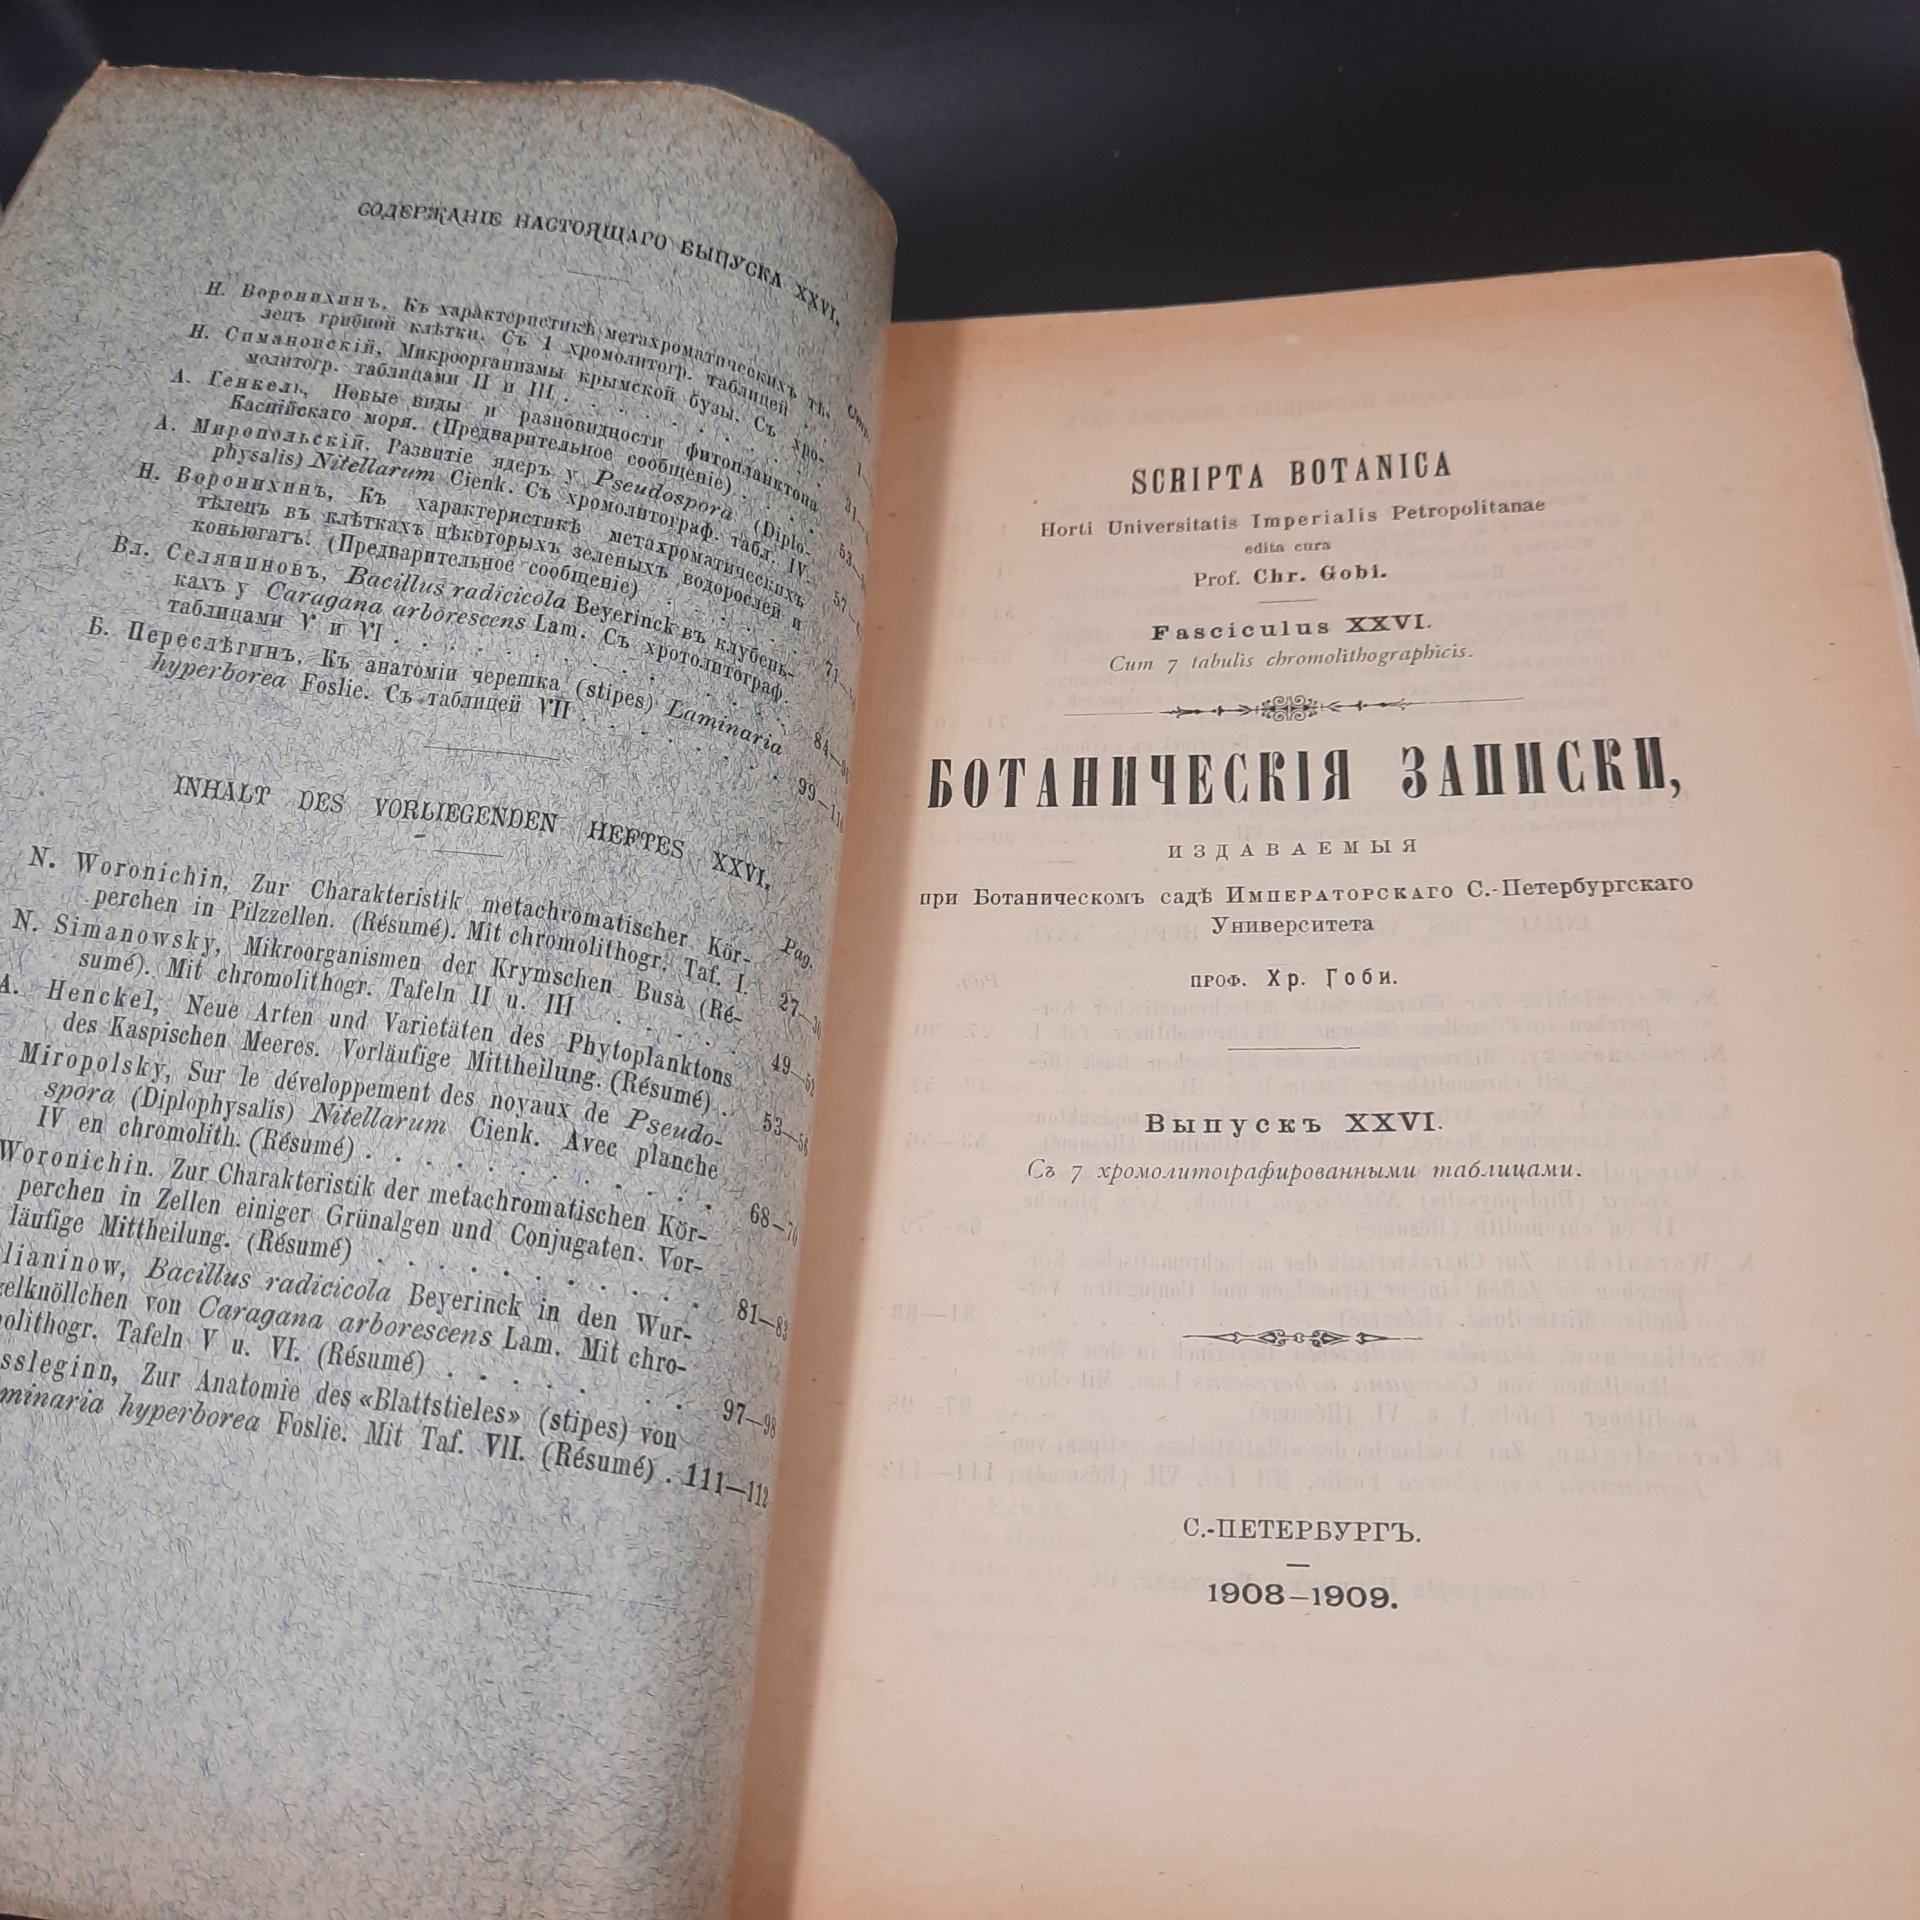 СОДЕРЖАНІЕ НАСТОЯЩАГО ВЫПУСКА XXVI.
Стр.
Н. Воронихинъ. Къ характеристикѣ метахроматическихъ тѣ-
лецъ грибной клѣтки. Съ 1 хромолитогр. таблицей
Н. Симановскій, Микроорганизмы крымской бузы. Съ хро-
молитогр. таблицами II и III . . . . . . .
А. Генкель, Новые виды и разновидности фитопланктона
Каспійскаго моря. (Предварительное сообщеніе) . . . .
А. Миропольскій. Развитіе ядеръ у Pseudospora (Diplo-
physalis) Nitellarum Cienk. Съ хромолитограф. табл. IV.
Н. Воронихинъ, Къ характеристикѣ метахроматическихъ
тѣлецъ въ клѣткахъ нѣкоторыхъ зеленыхъ водорослей и
коньюгатъ. (Предварительное сообщеніе) . . . . .
Вл. Селяниновъ, Bacillus radicicola Beyerinck въ клубень-
кахъ у Caragana arborescens Lam. Съ хротолитограф.
таблицами V и VI . . . . . . . . . .
Б. Переслѣгинъ, Къ анатоміи черешка (stipes) Laminaria
hyperborea Foslie. Съ таблицей VII . . . . . . 99—110
INHALT DES VORLIEGENDEN HEFTES XXVI.
Pag.
N. Woronichin, Zur Charakteristik metachromatischer Kör-
perchen in Pilzzellen. (Résumé). Mit chromolithogr. Taf. I. 27—30
N. Simanowsky, Mikroorganismen der Krymschen Busa (Ré-
sumé). Mit chromolithogr. Tafeln II u. III . . . . . 49—52
A. Henckel, Neue Arten und Varietäten des Phytoplanktons
des Kaspischen Meeres. Vorläufige Mittheilung. (Résumé) . 53—56
Miropolsky, Sur le développement des noyaux de Pseudo-
spora (Diplophysalis) Nitellarum Cienk. Avec planche
IV en chromolith. (Résumé) . . . . . . . . . 68—70
Woronichin. Zur Charakteristik der metachromatischen Kör-
perchen in Zellen einiger Grünalgen und Conjugaten. Vor-
läufige Mittheilung. (Résumé) . . . . . . . . . 81—83
lianinow, Bacillus radicicola Beyerinck in den Wur-
zelknöllchen von Caragana arborescens Lam. Mit chro-
olithogr. Tafeln V u. VI. (Résumé) . . . . . . . 97—98
ssleginn, Zur Anatomie des «Blattstieles» (stipes) von
minaria hyperborea Foslie. Mit Taf. VII. (Résumé) . 111—112
SCRIPTA BOTANICA
Horti Universitatis Imperialis Petropolitanae
edita cura
Prof. Chr. Gobi.
Fasciculus XXVI.
Cum 7 tabulis chromolithographicis.
БОТАНИЧЕСКІЯ ЗАПИСКИ,
ИЗДАВАЕМЫЯ
при Ботаническомъ садѣ ИМПЕРАТОРСКАГО С.-Петербургскаго
Университета
ПРОФ. Хр. Гоби.
Выпускъ XXVI.
Съ 7 хромолитографированными таблицами.
С.-ПЕТЕРБУРГЪ.
—
1908—1909.